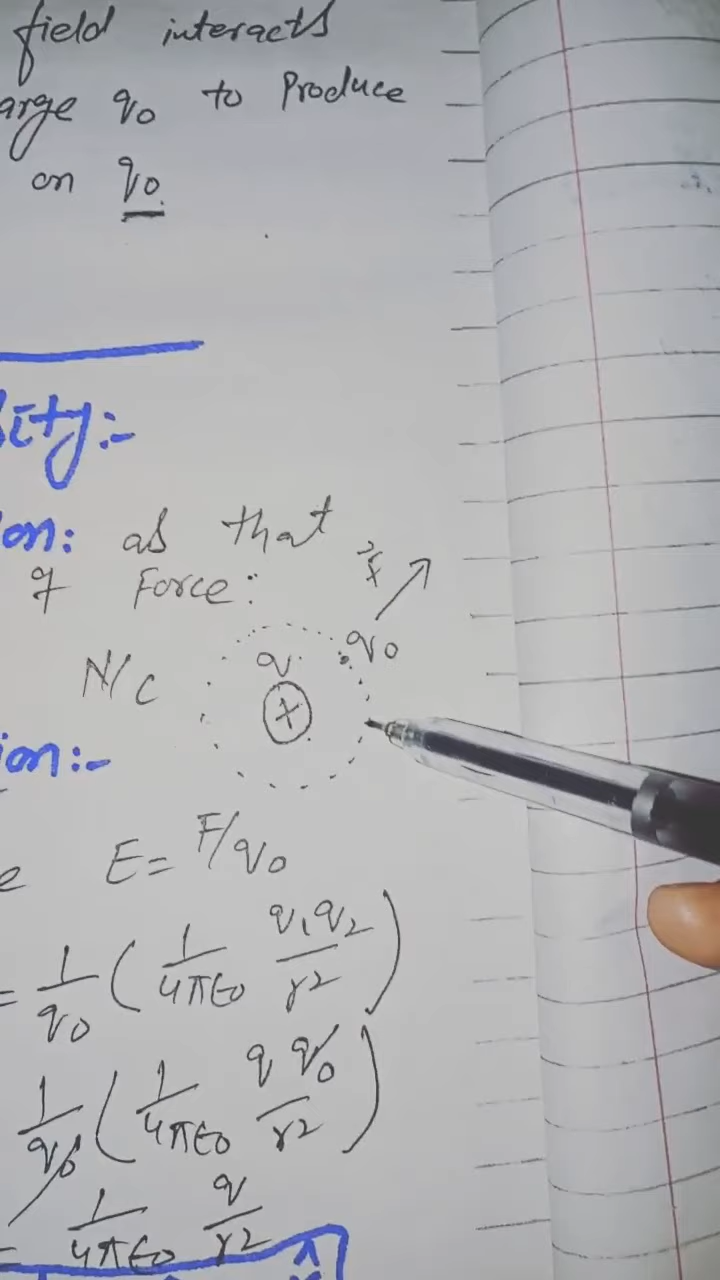 field interacts
arge q₀ to Produce
on q₀
sity:-
on: as that
of Force:
F
q q₀
N/C +
ion:-
e E = F/q₀
= 1/q₀ ( 1/4πε₀ q₁q₂/r² )
1/q₀ ( 1/4πε₀ q q₀/r² )
= 1/4πε₀ q/r²